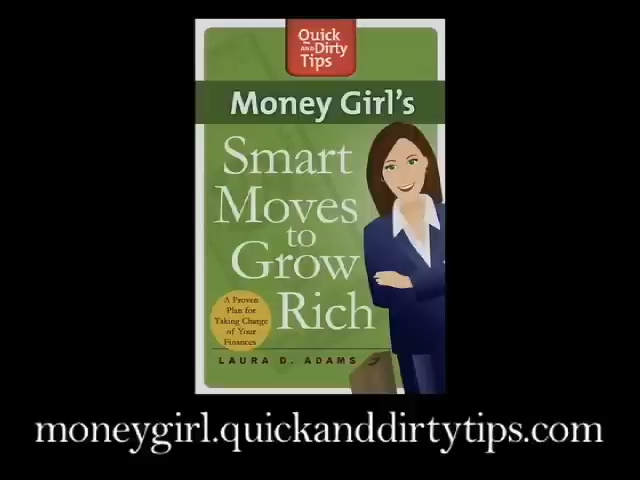 Quick
AND Dirty
Tips
Money Girl's
Smart
Moves
to
Grow
Rich
A Proven
Plan for
Taking Charge
of Your
Finances
LAURA D. ADAMS
moneygirl.quickanddirtytips.com